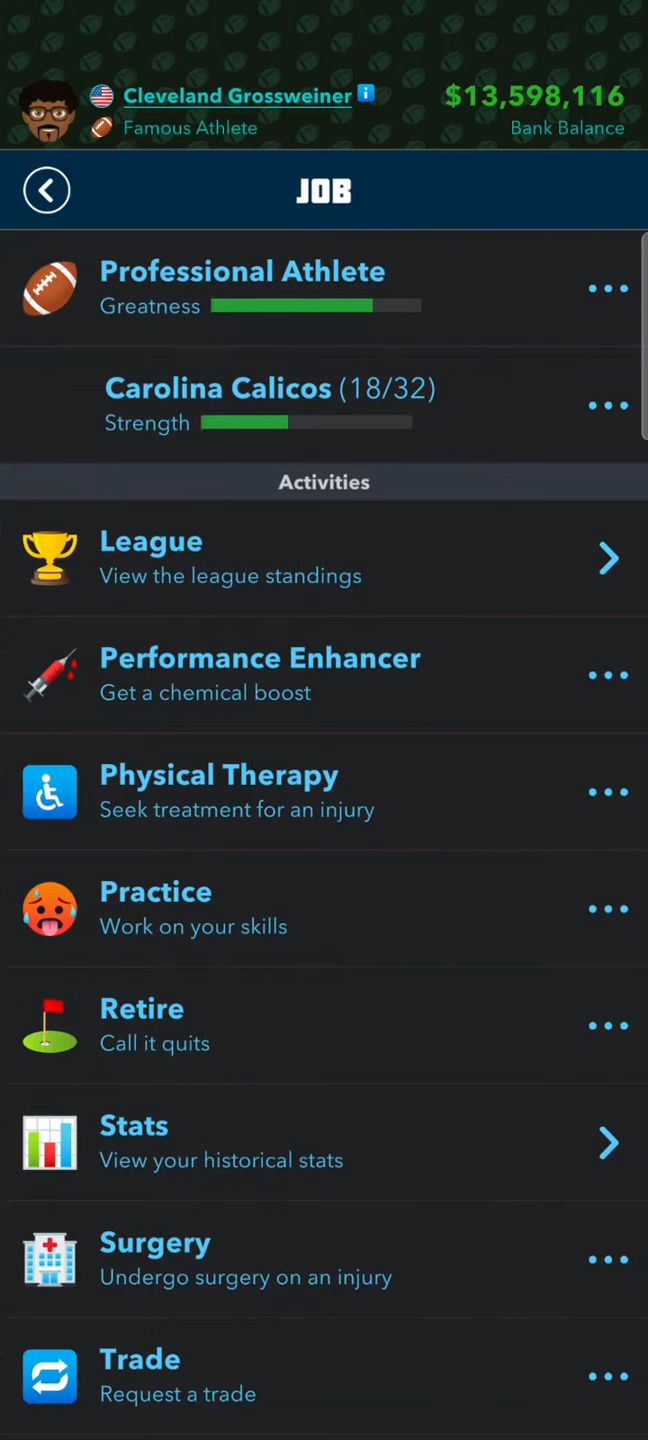 Cleveland Grossweiner
$13,598,116
Famous Athlete
Bank Balance
JOB
Professional Athlete
Greatness
Carolina Calicos (18/32)
Strength
Activities
League
View the league standings
Performance Enhancer
Get a chemical boost
Physical Therapy
Seek treatment for an injury
Practice
Work on your skills
Retire
Call it quits
Stats
View your historical stats
Surgery
Undergo surgery on an injury
Trade
Request a trade